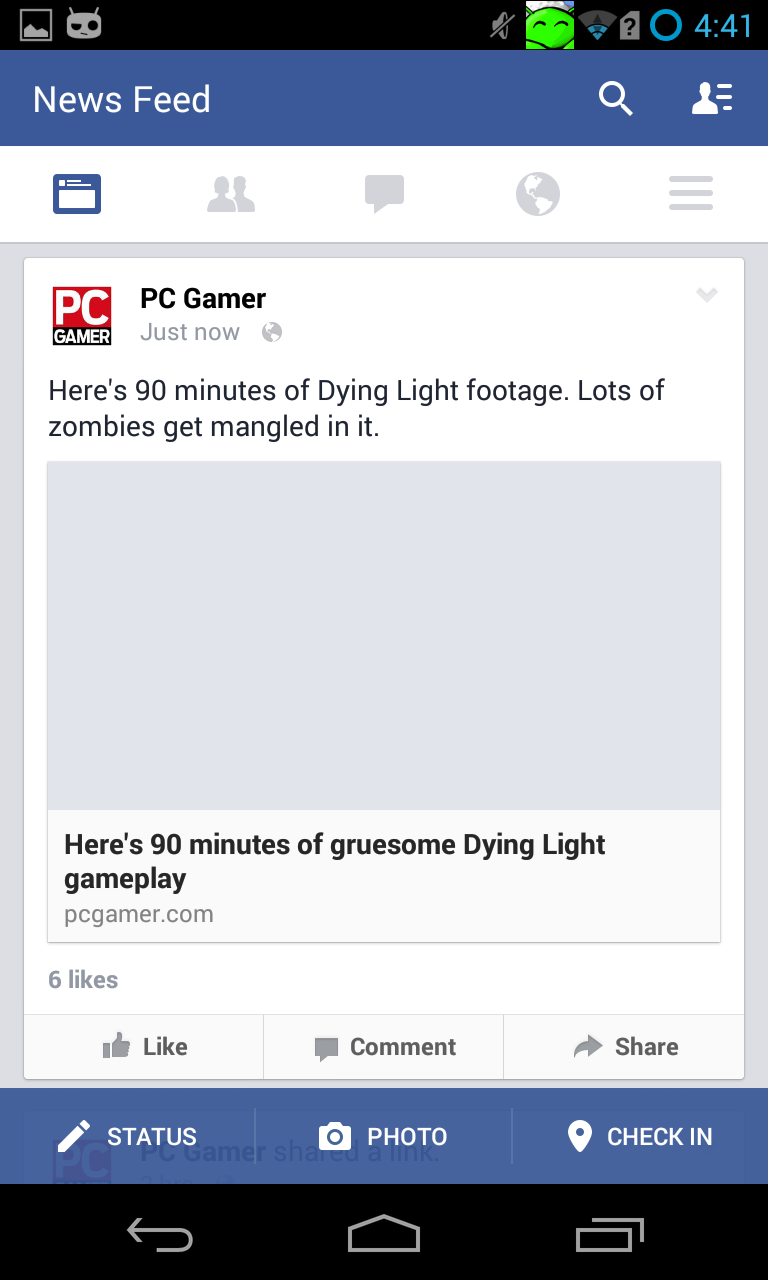 4:41
News Feed
PC GAMER
PC Gamer
Just now
Here's 90 minutes of Dying Light footage. Lots of
zombies get mangled in it.
Here's 90 minutes of gruesome Dying Light
gameplay
pcgamer.com
6 likes
Like Comment Share
STATUS PHOTO CHECK IN
PC
PC Gamer shared a link.